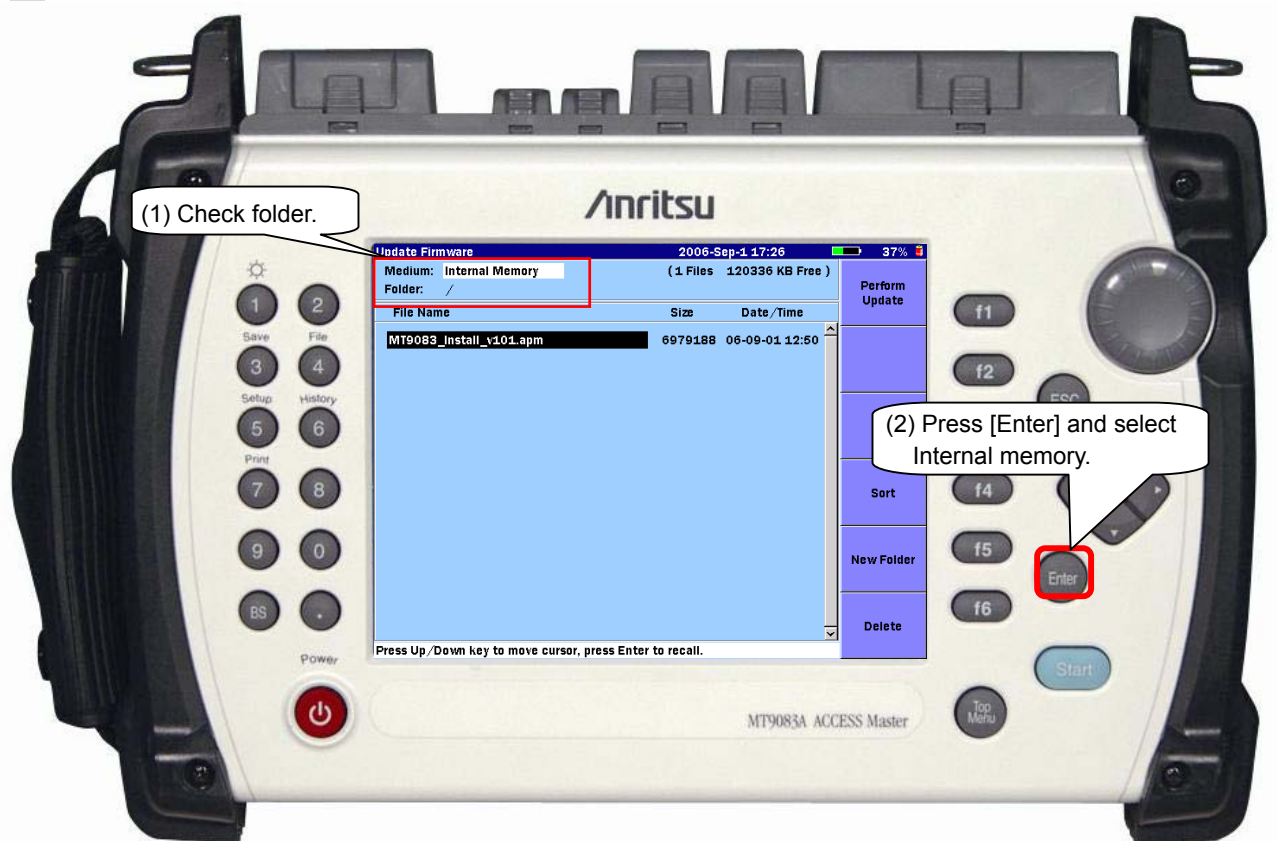 Anritsu
(1) Check folder.
Update Firmware 2006-Sep-1 17:26 37%
Medium: Internal Memory (1 Files 120336 KB Free )
Folder: /
File Name Size Date/Time
MT9083_Install_v101.apm 6979188 06-09-01 12:50
Perform
Update
Sort
New Folder
Delete
Press Up/Down key to move cursor, press Enter to recall.
1 2
Save File
3 4
Setup History
5 6
Print
7 8
9 0
BS .
Power
f1
f2
ESC
(2) Press [Enter] and select
Internal memory.
f4
f5
Enter
f6
Start
Top
Menu
MT9083A ACCESS Master